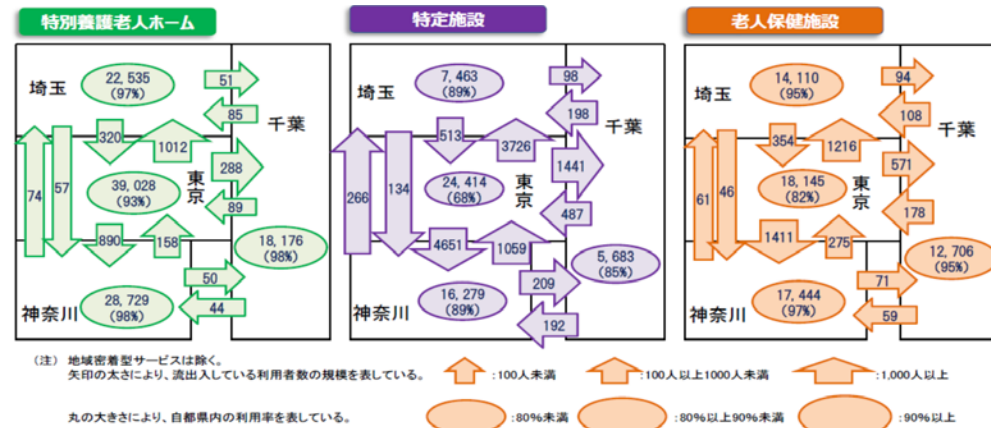 特別養護老人ホーム
特定施設
老人保健施設
埼玉
22,535
(97%)
51
85
千葉
320
1012
74
57
39,028
(93%)
東京
288
89
890
158
18,176
(98%)
50
44
神奈川
28,729
(98%)
埼玉
7,463
(89%)
98
198
千葉
513
3726
266
134
24,414
(68%)
東京
1441
487
4651
1059
5,683
(85%)
209
192
神奈川
16,279
(89%)
埼玉
14,110
(95%)
94
108
千葉
354
1216
61
46
18,145
(82%)
東京
571
178
1411
275
12,706
(95%)
71
59
神奈川
17,444
(97%)
(注) 地域密着型サービスは除く。
矢印の太さにより、流出入している利用者数の規模を表している。
:100人未満
:100人以上1000人未満
:1,000人以上
丸の大きさにより、自都県内の利用率を表している。
:80%未満
:80%以上90%未満
:90%以上